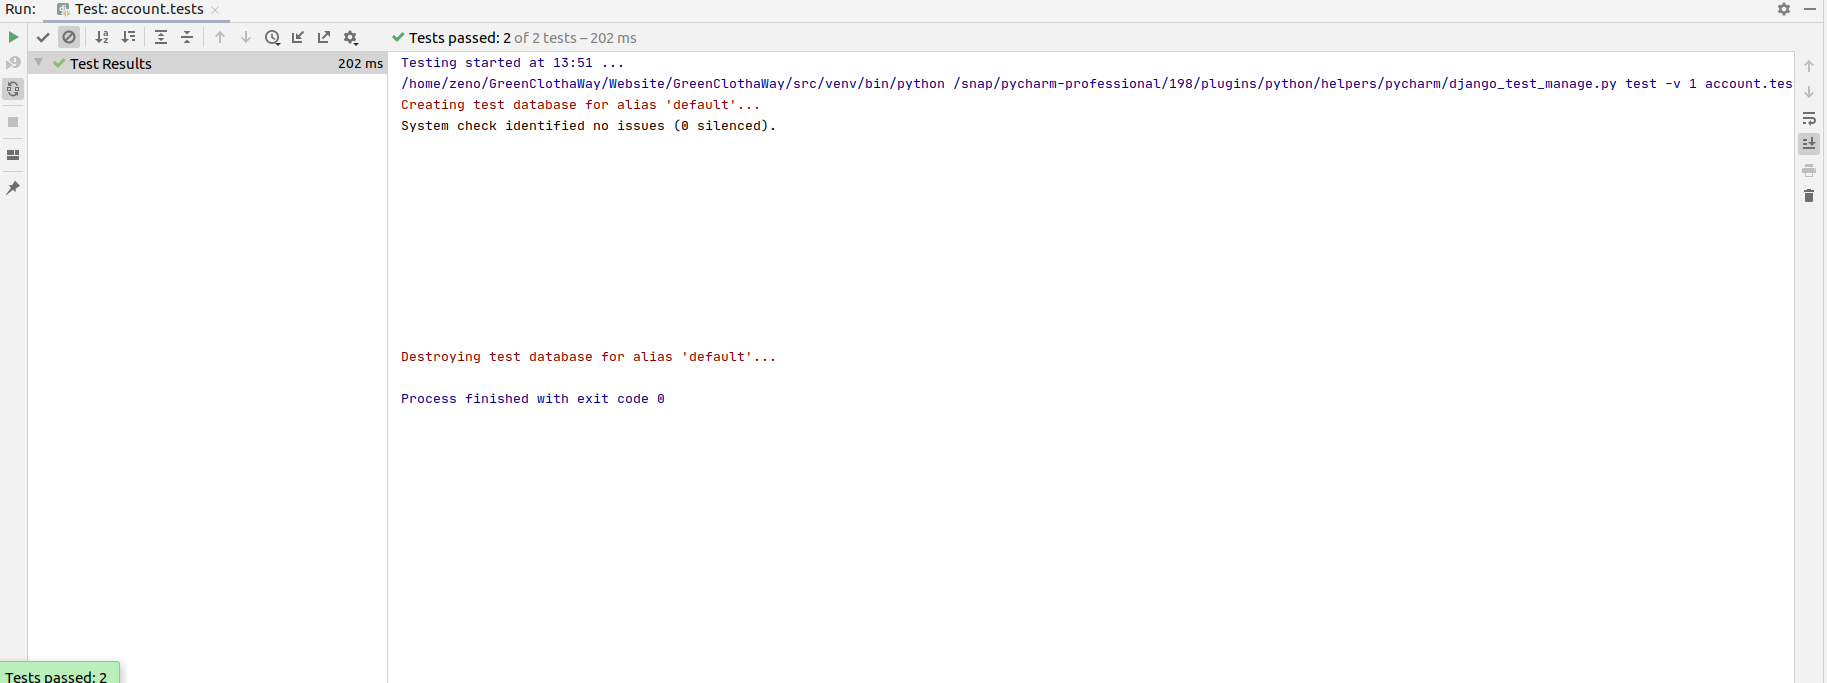 Run: Test: account.tests
Tests passed: 2 of 2 tests – 202 ms
Test Results 202 ms
Testing started at 13:51 ...
/home/zeno/GreenClothaWay/Website/GreenClothaWay/src/venv/bin/python /snap/pycharm-professional/198/plugins/python/helpers/pycharm/django_test_manage.py test -v 1 account.tes
Creating test database for alias 'default'...
System check identified no issues (0 silenced).
Destroying test database for alias 'default'...
Process finished with exit code 0
Tests passed: 2